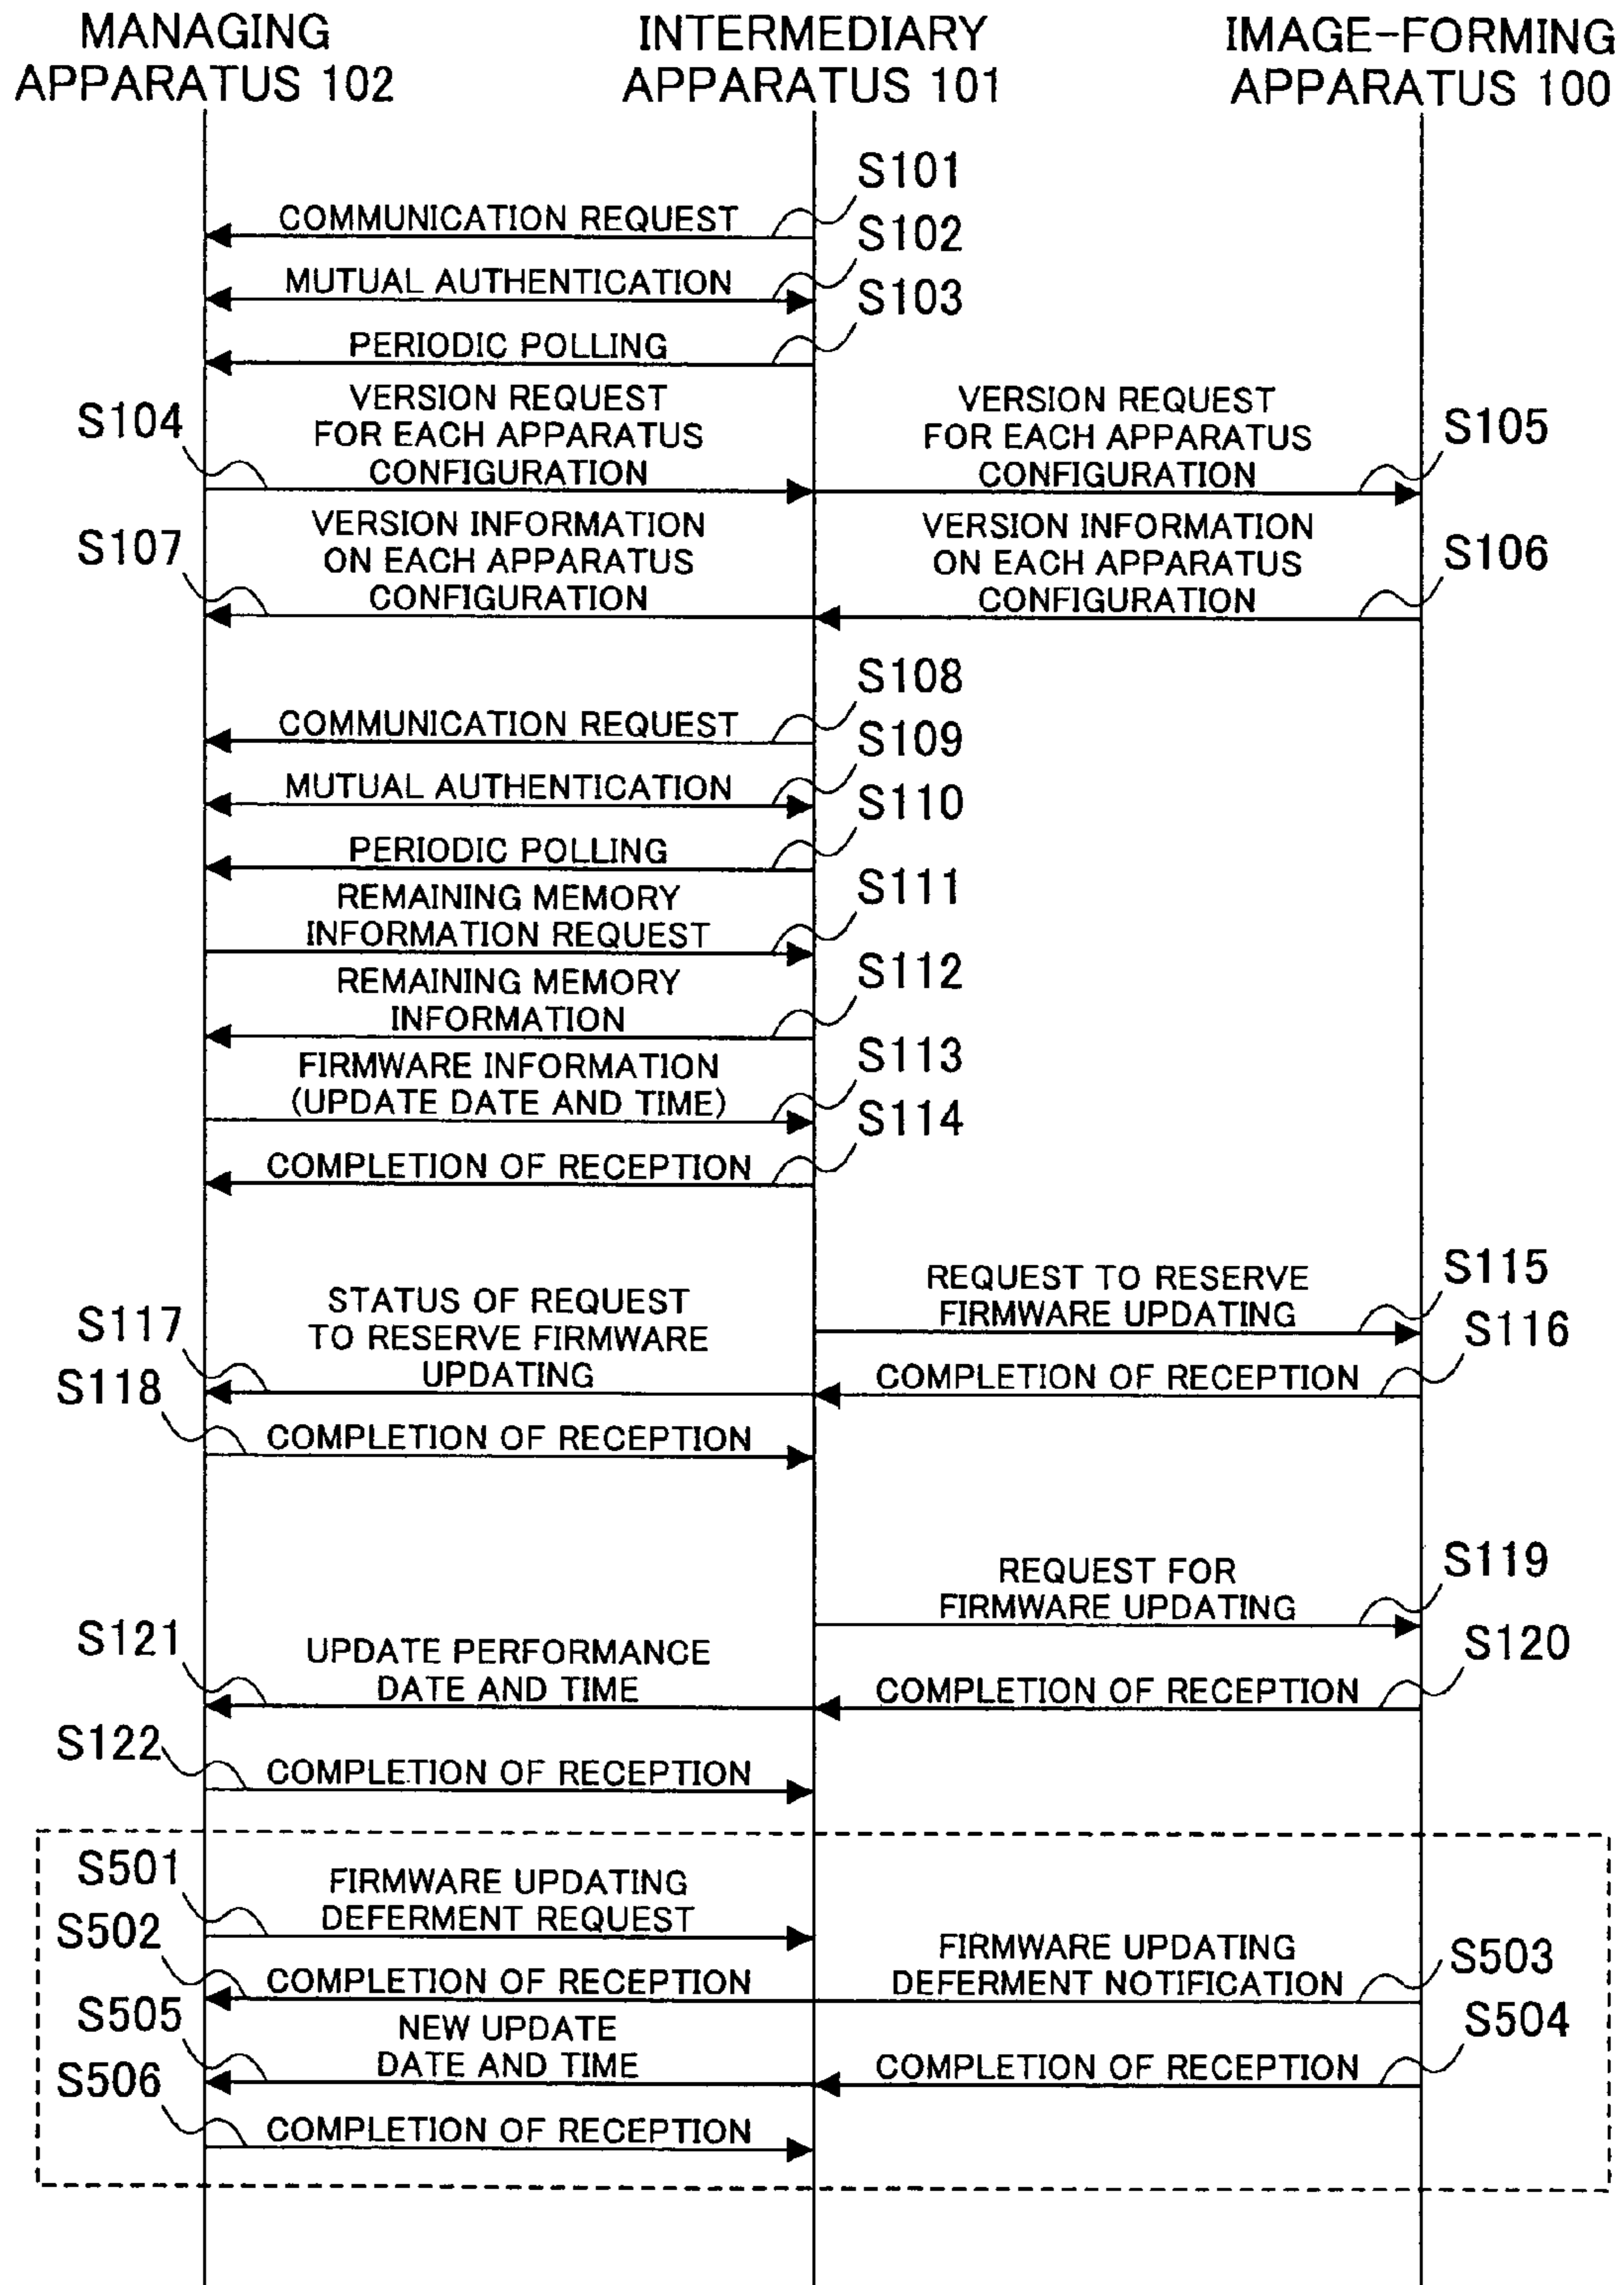 MANAGING
APPARATUS 102
INTERMEDIARY
APPARATUS 101
IMAGE-FORMING
APPARATUS 100
S101
COMMUNICATION REQUEST
S102
MUTUAL AUTHENTICATION
S103
PERIODIC POLLING
S104
VERSION REQUEST
FOR EACH APPARATUS
CONFIGURATION
VERSION REQUEST
FOR EACH APPARATUS
CONFIGURATION
S105
S107
VERSION INFORMATION
ON EACH APPARATUS
CONFIGURATION
VERSION INFORMATION
ON EACH APPARATUS
CONFIGURATION
S106
S108
COMMUNICATION REQUEST
S109
MUTUAL AUTHENTICATION
S110
PERIODIC POLLING
S111
REMAINING MEMORY
INFORMATION REQUEST
S112
REMAINING MEMORY
INFORMATION
S113
FIRMWARE INFORMATION
(UPDATE DATE AND TIME)
S114
COMPLETION OF RECEPTION
REQUEST TO RESERVE
FIRMWARE UPDATING
S115
S117
STATUS OF REQUEST
TO RESERVE FIRMWARE
UPDATING
S116
COMPLETION OF RECEPTION
S118
COMPLETION OF RECEPTION
REQUEST FOR
FIRMWARE UPDATING
S119
S121
UPDATE PERFORMANCE
DATE AND TIME
COMPLETION OF RECEPTION
S120
S122
COMPLETION OF RECEPTION
S501
FIRMWARE UPDATING
DEFERMENT REQUEST
S502
COMPLETION OF RECEPTION
FIRMWARE UPDATING
DEFERMENT NOTIFICATION
S503
S505
NEW UPDATE
DATE AND TIME
COMPLETION OF RECEPTION
S504
S506
COMPLETION OF RECEPTION